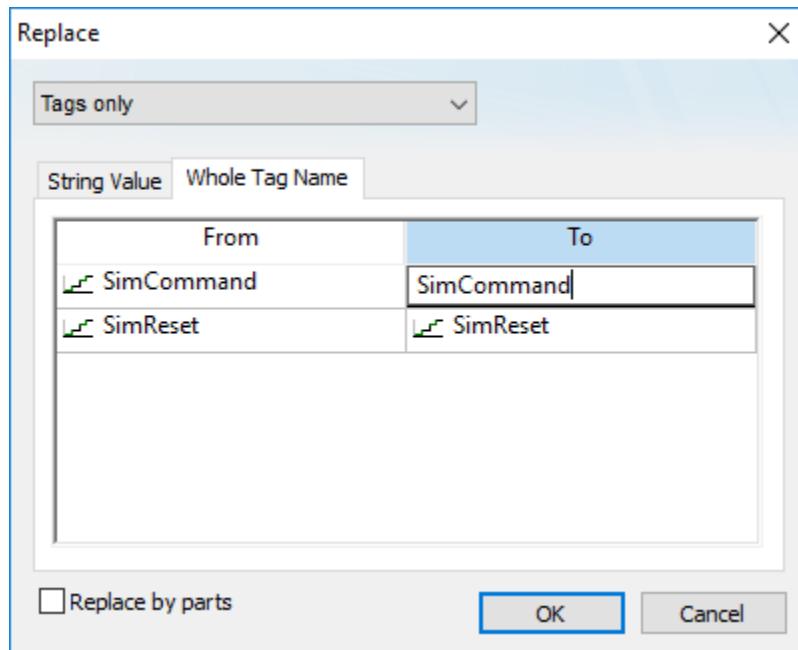 Replace
Tags only
String Value Whole Tag Name
From To
SimCommand SimCommand
SimReset SimReset
Replace by parts OK Cancel